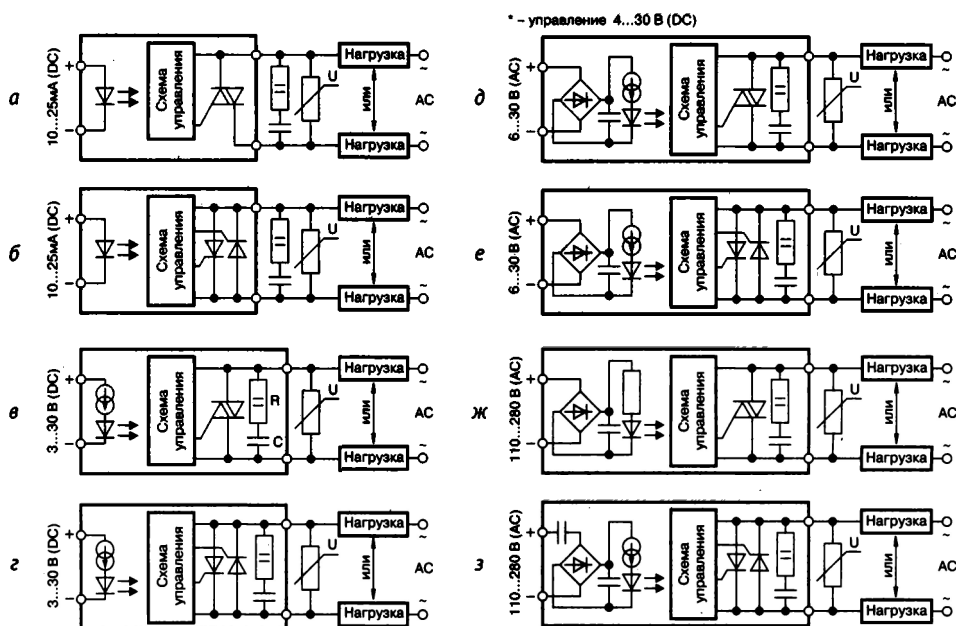 * – управление 4...30 В (DC)
а
10...25мА (DC)
+
–
Схема управления
U
Нагрузка
~
или
AC
Нагрузка
~
д
6...30 В (AC)
+
–
Схема управления
U
Нагрузка
~
или
AC
Нагрузка
~
б
10...25мА (DC)
+
–
Схема управления
U
Нагрузка
~
или
AC
Нагрузка
~
е
6...30 В (AC)
+
–
Схема управления
U
Нагрузка
~
или
AC
Нагрузка
~
в
3...30 В (DC)
+
–
Схема управления
R
C
U
Нагрузка
~
или
AC
Нагрузка
~
ж
110...280 В (AC)
+
–
Схема управления
U
Нагрузка
~
или
AC
Нагрузка
~
г
3...30 В (DC)
+
–
Схема управления
U
Нагрузка
~
или
AC
Нагрузка
~
з
110...280 В (AC)
+
–
Схема управления
U
Нагрузка
~
или
AC
Нагрузка
~